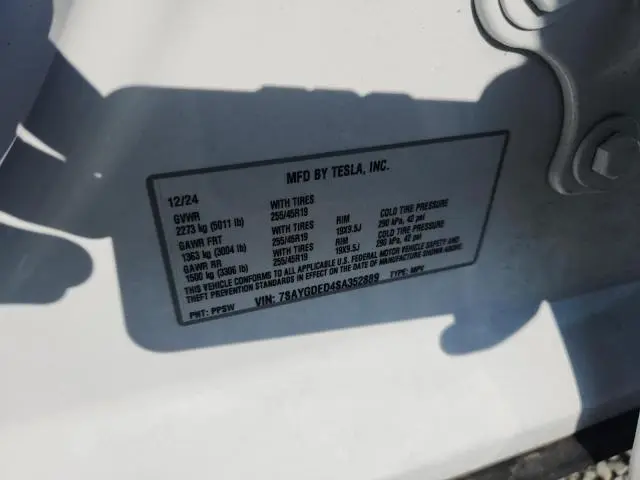 MFD BY TESLA, INC.
12/24
GVWR WITH TIRES
2273 kg (5011 lb) 255/45R19 RIM COLD TIRE PRESSURE
GAWR FRT WITH TIRES 19X9.5J 290 kPa, 42 psi
1363 kg (3004 lb) 255/45R19 RIM COLD TIRE PRESSURE
GAWR RR WITH TIRES 19X9.5J 290 kPa, 42 psi
1500 kg (3306 lb) 255/45R19
THIS VEHICLE CONFORMS TO ALL APPLICABLE U.S. FEDERAL MOTOR VEHICLE SAFETY AND
THEFT PREVENTION STANDARDS IN EFFECT ON THE DATE OF MANUFACTURE SHOWN ABOVE.
PNT: PPSW VIN: 7SAYGDED4SA352889 TYPE: MPV